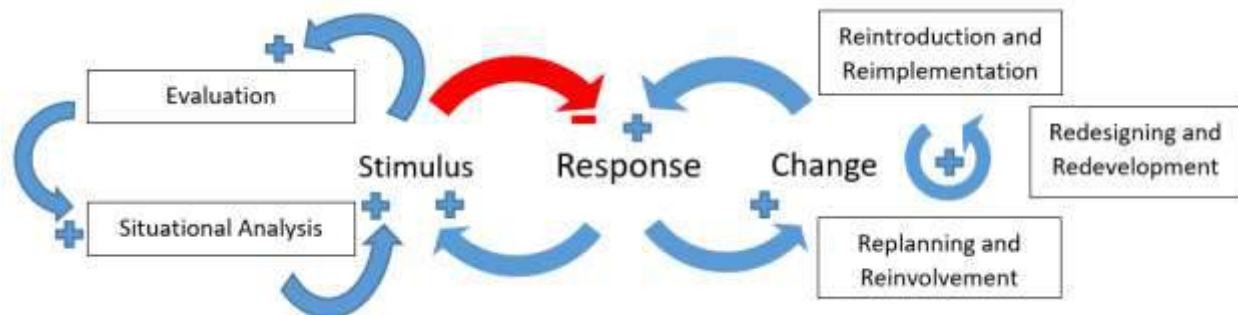 Reintroduction and
Reimplementation
Evaluation
Redesigning and
Redevelopment
Stimulus
Response
Change
Situational Analysis
Replanning and
Reinvolvement